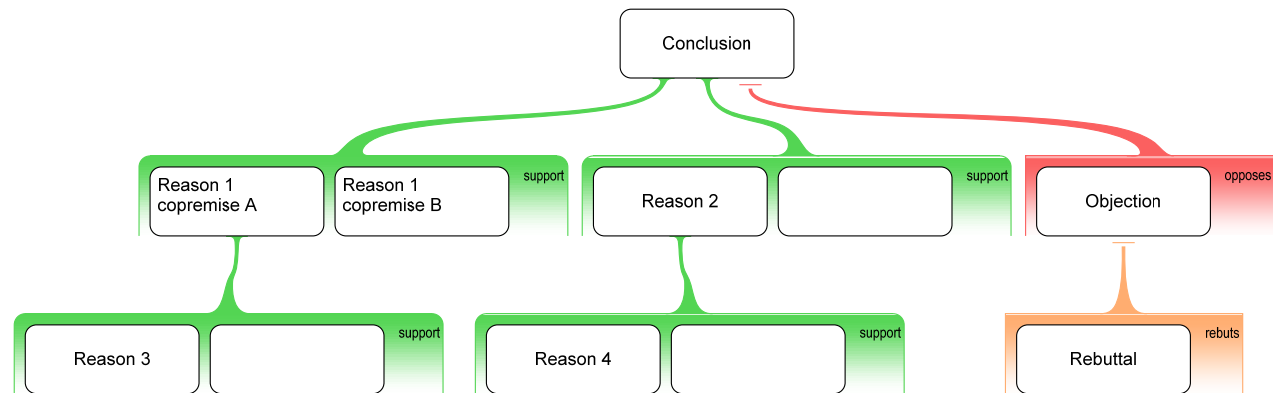 Conclusion
Reason 1
copremise A
Reason 1
copremise B
support
Reason 2
support
Objection
opposes
Reason 3
support
Reason 4
support
Rebuttal
rebuts